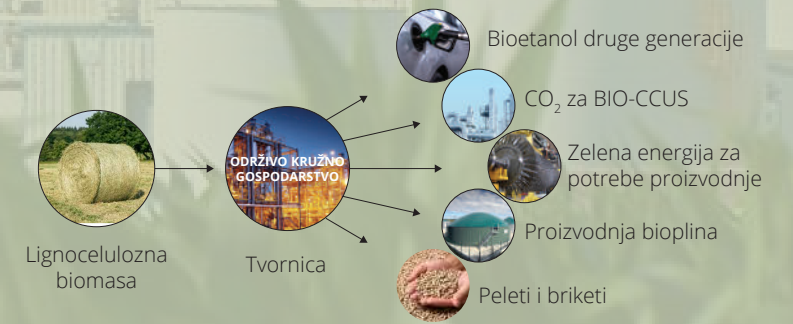 Bioetanol druge generacije
CO₂ za BIO-CCUS
ODRŽIVO KRUŽNO
GOSPODARSTVO
Zelena energija za
potrebe proizvodnje
Proizvodnja bioplina
Lignocelulozna
biomasa
Tvornica
Peleti i briketi